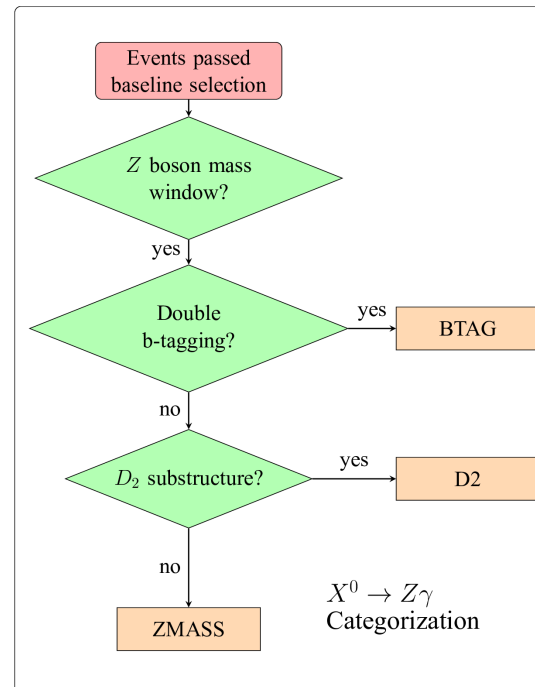 Events passed
baseline selection
Z boson mass
window?
yes
Double
b-tagging?
yes
BTAG
no
D₂ substructure?
yes
D2
no
ZMASS
X⁰ → Zγ
Categorization